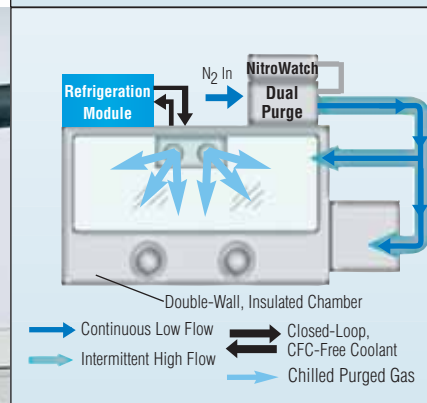 N2 In
NitroWatch
Dual
Purge
Refrigeration
Module
Double-Wall, Insulated Chamber
Continuous Low Flow
Closed-Loop,
CFC-Free Coolant
Intermittent High Flow
Chilled Purged Gas